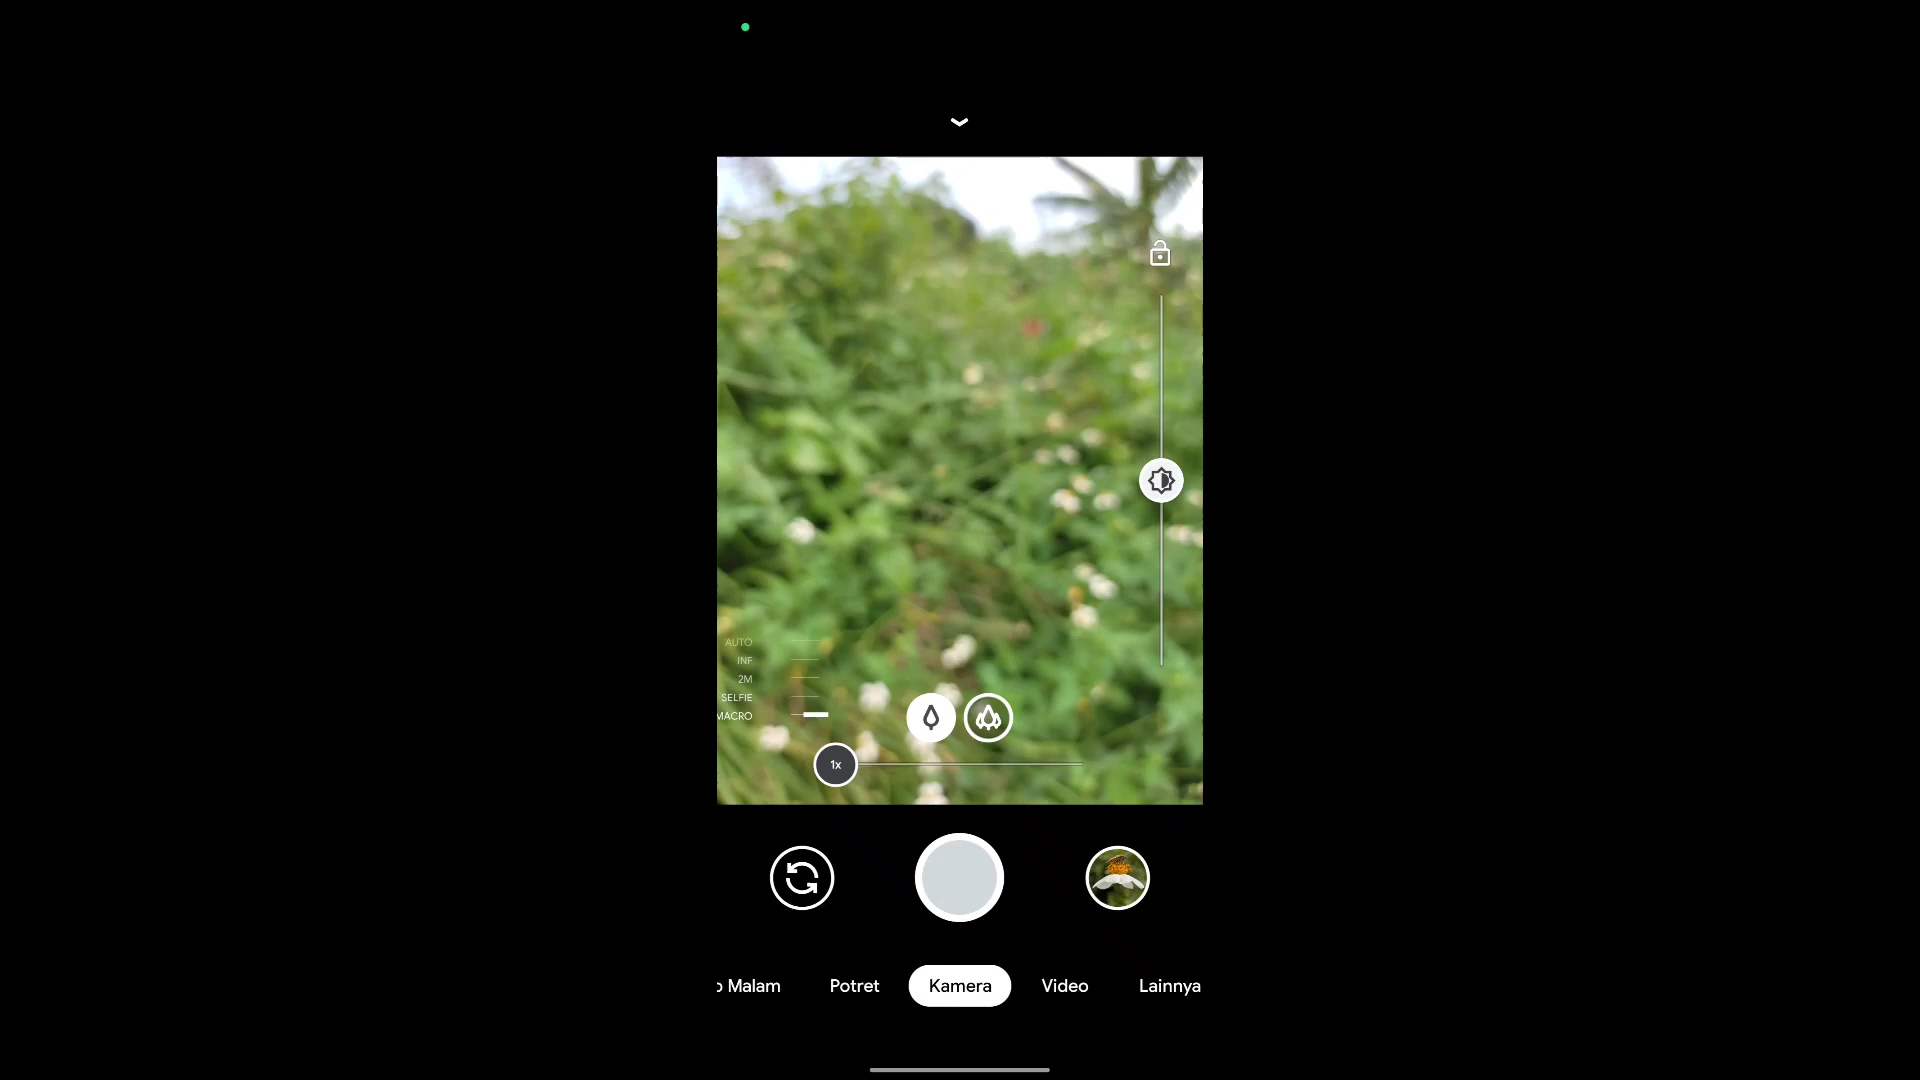 AUTO
INF
2M
SELFIE
MACRO
1x
o Malam Potret Kamera Video Lainnya